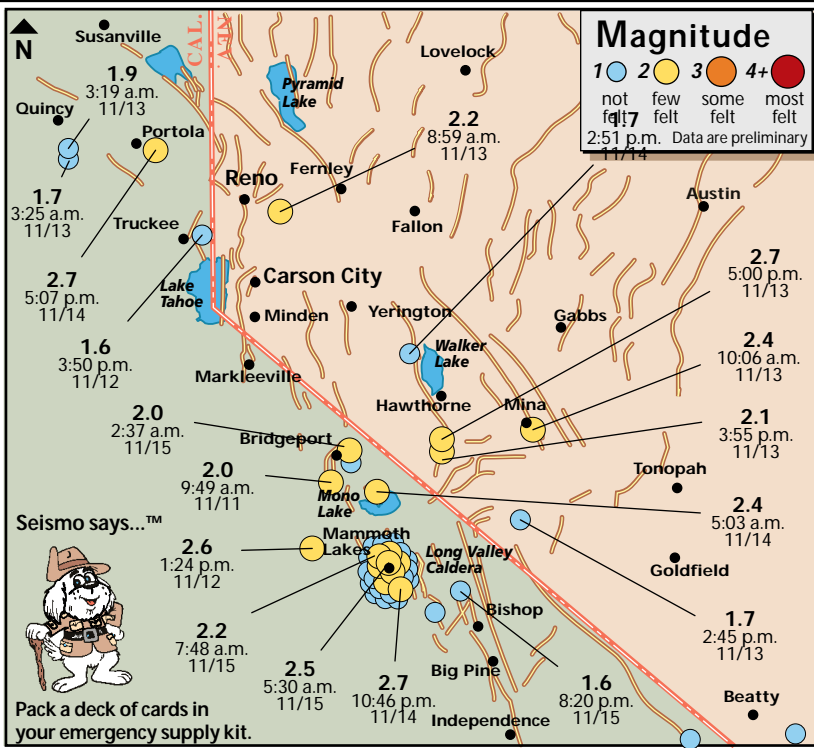 Susanville
N
CAL.
NEV.
Lovelock
Magnitude
1 2 3 4+
not felt
few felt
some felt
most felt
Data are preliminary
1.9
3:19 a.m.
11/13
Quincy
Portola
Pyramid
Lake
2.2
8:59 a.m.
11/13
1.7
2:51 p.m.
11/14
Reno
Fernley
Austin
1.7
3:25 a.m.
11/13
Truckee
Fallon
2.7
5:07 p.m.
11/14
Lake
Tahoe
Carson City
2.7
5:00 p.m.
11/13
Minden
Yerington
Gabbs
1.6
3:50 p.m.
11/12
Walker
Lake
2.4
10:06 a.m.
11/13
Markleeville
Hawthorne
Mina
2.0
2:37 a.m.
11/15
Bridgeport
2.1
3:55 p.m.
11/13
2.0
9:49 a.m.
11/11
Mono
Lake
Tonopah
2.4
5:03 a.m.
11/14
Seismo says...™
2.6
1:24 p.m.
11/12
Mammoth
Lakes
Long Valley
Caldera
Goldfield
2.2
7:48 a.m.
11/15
Bishop
1.7
2:45 p.m.
11/13
2.5
5:30 a.m.
11/15
2.7
10:46 p.m.
11/14
Big Pine
1.6
8:20 p.m.
11/15
Beatty
Independence
Pack a deck of cards in
your emergency supply kit.